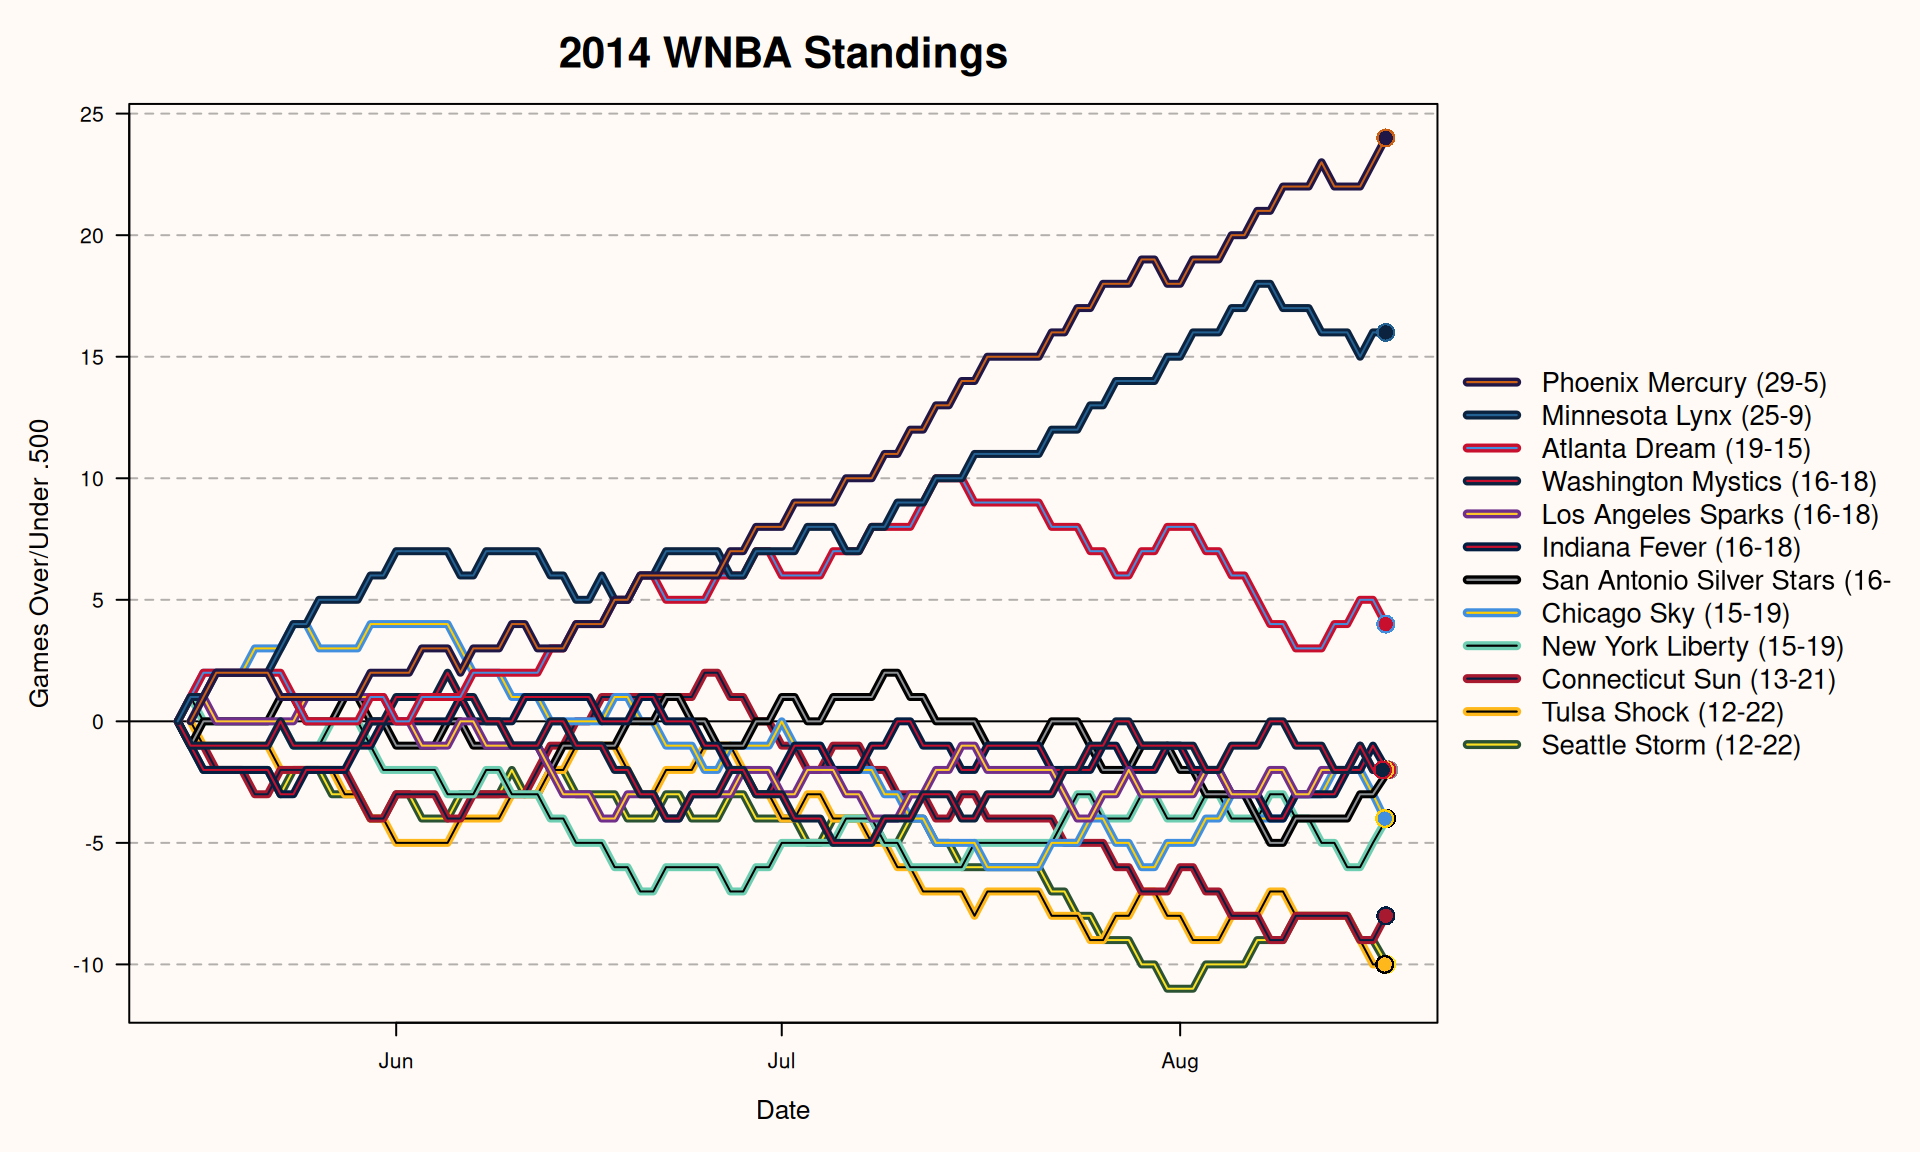 2014 WNBA Standings
Games Over/Under .500
25
20
15
10
5
0
-5
-10
Jun
Jul
Aug
Date
Phoenix Mercury (29-5)
Minnesota Lynx (25-9)
Atlanta Dream (19-15)
Washington Mystics (16-18)
Los Angeles Sparks (16-18)
Indiana Fever (16-18)
San Antonio Silver Stars (16-
Chicago Sky (15-19)
New York Liberty (15-19)
Connecticut Sun (13-21)
Tulsa Shock (12-22)
Seattle Storm (12-22)